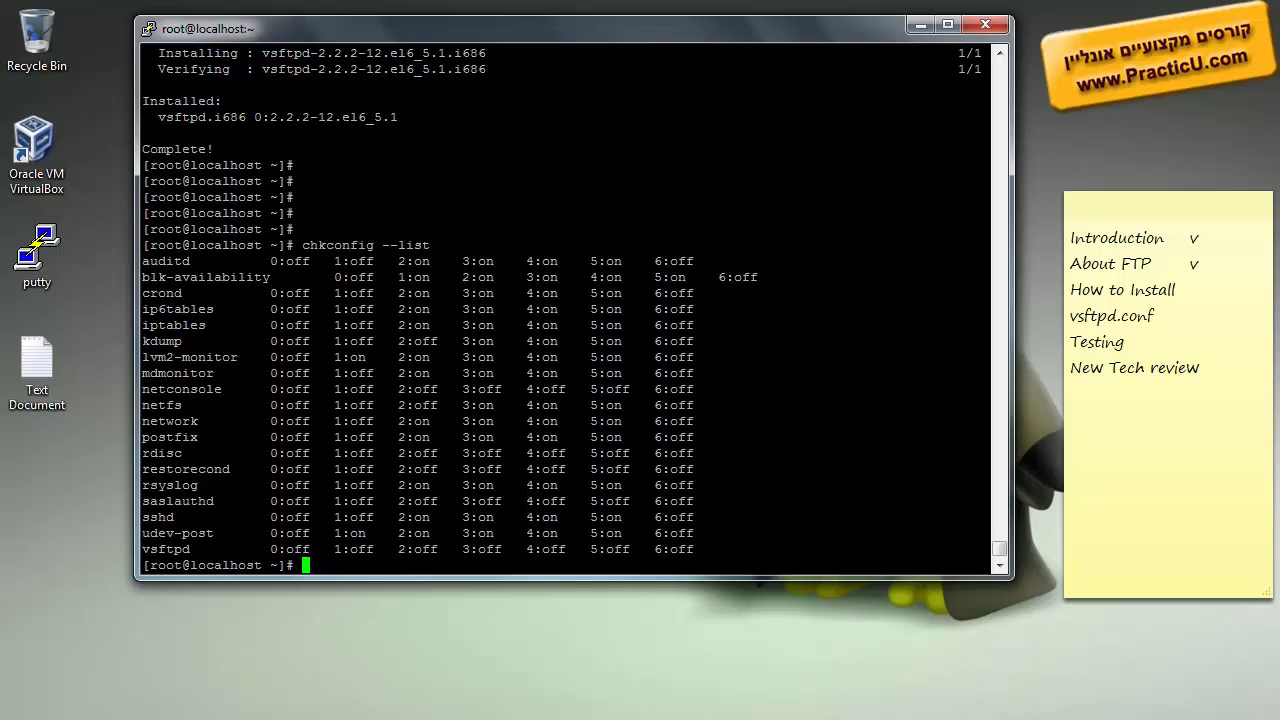 Recycle Bin
Oracle VM
VirtualBox
putty
Text
Document
root@localhost:~
  Installing : vsftpd-2.2.2-12.el6_5.1.i686 1/1
  Verifying  : vsftpd-2.2.2-12.el6_5.1.i686 1/1
Installed:
  vsftpd.i686 0:2.2.2-12.el6_5.1
Complete!
[root@localhost ~]#
[root@localhost ~]#
[root@localhost ~]#
[root@localhost ~]#
[root@localhost ~]#
[root@localhost ~]# chkconfig --list
auditd 0:off 1:off 2:on 3:on 4:on 5:on 6:off
blk-availability 0:off 1:on 2:on 3:on 4:on 5:on 6:off
crond 0:off 1:off 2:on 3:on 4:on 5:on 6:off
ip6tables 0:off 1:off 2:on 3:on 4:on 5:on 6:off
iptables 0:off 1:off 2:on 3:on 4:on 5:on 6:off
kdump 0:off 1:off 2:off 3:on 4:on 5:on 6:off
lvm2-monitor 0:off 1:on 2:on 3:on 4:on 5:on 6:off
mdmonitor 0:off 1:off 2:on 3:on 4:on 5:on 6:off
netconsole 0:off 1:off 2:off 3:off 4:off 5:off 6:off
netfs 0:off 1:off 2:off 3:on 4:on 5:on 6:off
network 0:off 1:off 2:on 3:on 4:on 5:on 6:off
postfix 0:off 1:off 2:on 3:on 4:on 5:on 6:off
rdisc 0:off 1:off 2:off 3:off 4:off 5:off 6:off
restorecond 0:off 1:off 2:off 3:off 4:off 5:off 6:off
rsyslog 0:off 1:off 2:on 3:on 4:on 5:on 6:off
saslauthd 0:off 1:off 2:off 3:off 4:off 5:off 6:off
sshd 0:off 1:off 2:on 3:on 4:on 5:on 6:off
udev-post 0:off 1:on 2:on 3:on 4:on 5:on 6:off
vsftpd 0:off 1:off 2:off 3:off 4:off 5:off 6:off
[root@localhost ~]#
קורסים מקצועיים אונליין
www.PracticU.com
Introduction v
About FTP v
How to Install
vsftpd.conf
Testing
New Tech review